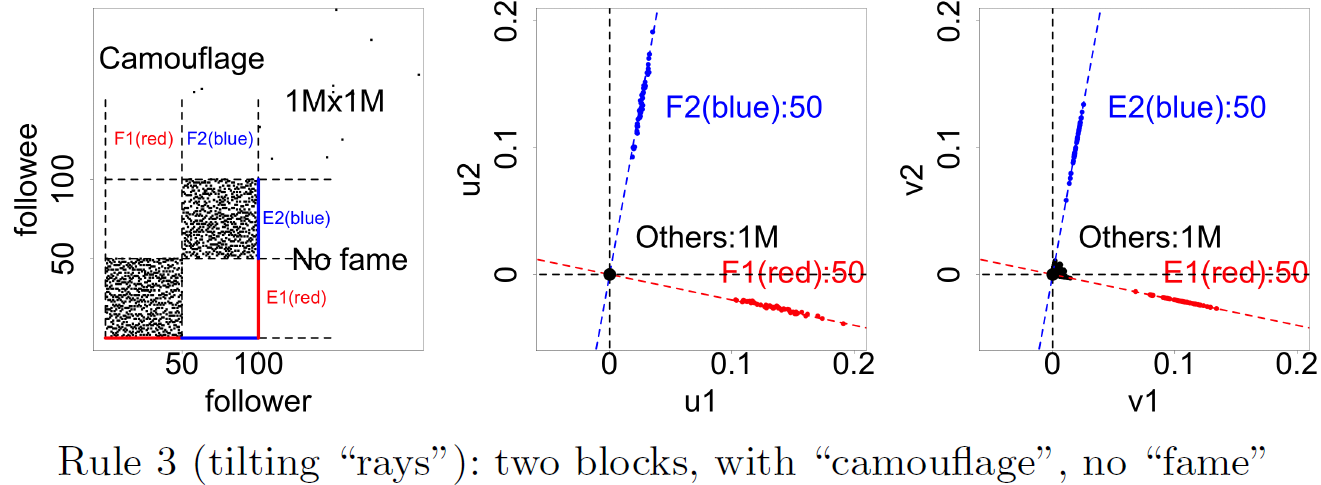 Camouflage
1Mx1M
F1(red)
F2(blue)
E2(blue)
No fame
E1(red)
followee
100
50
50
100
follower
0.2
0.1
0
u2
F2(blue):50
Others:1M
F1(red):50
0
0.1
0.2
u1
0.2
0.1
0
v2
E2(blue):50
Others:1M
E1(red):50
0
0.1
0.2
v1
Rule 3 (tilting “rays”): two blocks, with “camouflage”, no “fame”